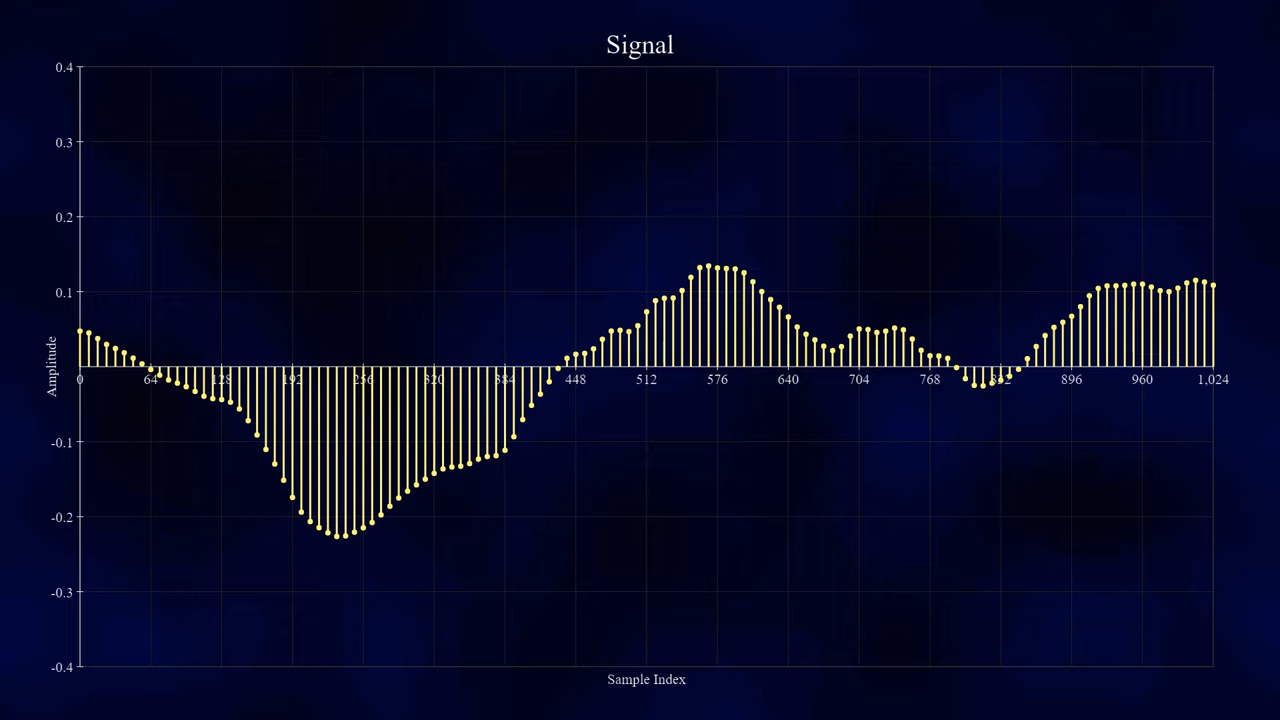 Signal
0.4
0.3
0.2
0.1
Amplitude
0 64 128 192 256 320 384 448 512 576 640 704 768 832 896 960 1,024
-0.1
-0.2
-0.3
-0.4
Sample Index